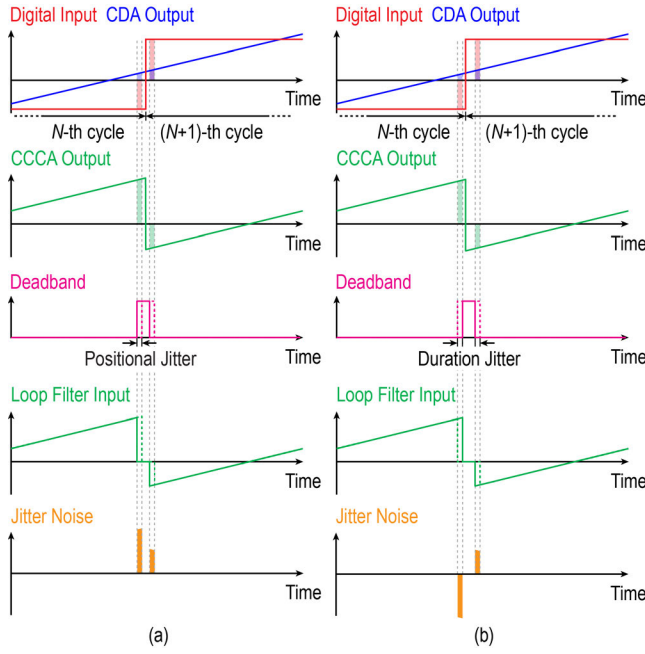 Digital Input CDA Output
Time
N-th cycle (N+1)-th cycle
CCCA Output
Time
Deadband
Time
Positional Jitter
Loop Filter Input
Time
Jitter Noise
Time
(a)
Digital Input CDA Output
Time
N-th cycle (N+1)-th cycle
CCCA Output
Time
Deadband
Time
Duration Jitter
Loop Filter Input
Time
Jitter Noise
Time
(b)